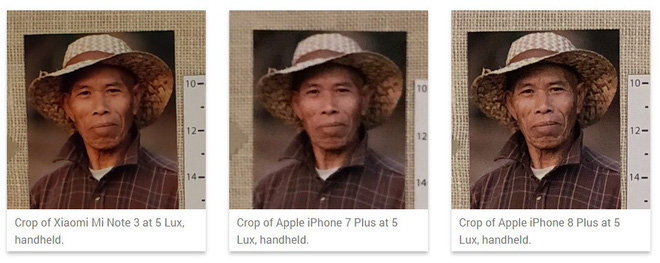 10
12
14
10
12
14
10
12
14
Crop of Xiaomi Mi Note 3 at 5 Lux,
handheld.
Crop of Apple iPhone 7 Plus at 5
Lux, handheld.
Crop of Apple iPhone 8 Plus at 5
Lux, handheld.